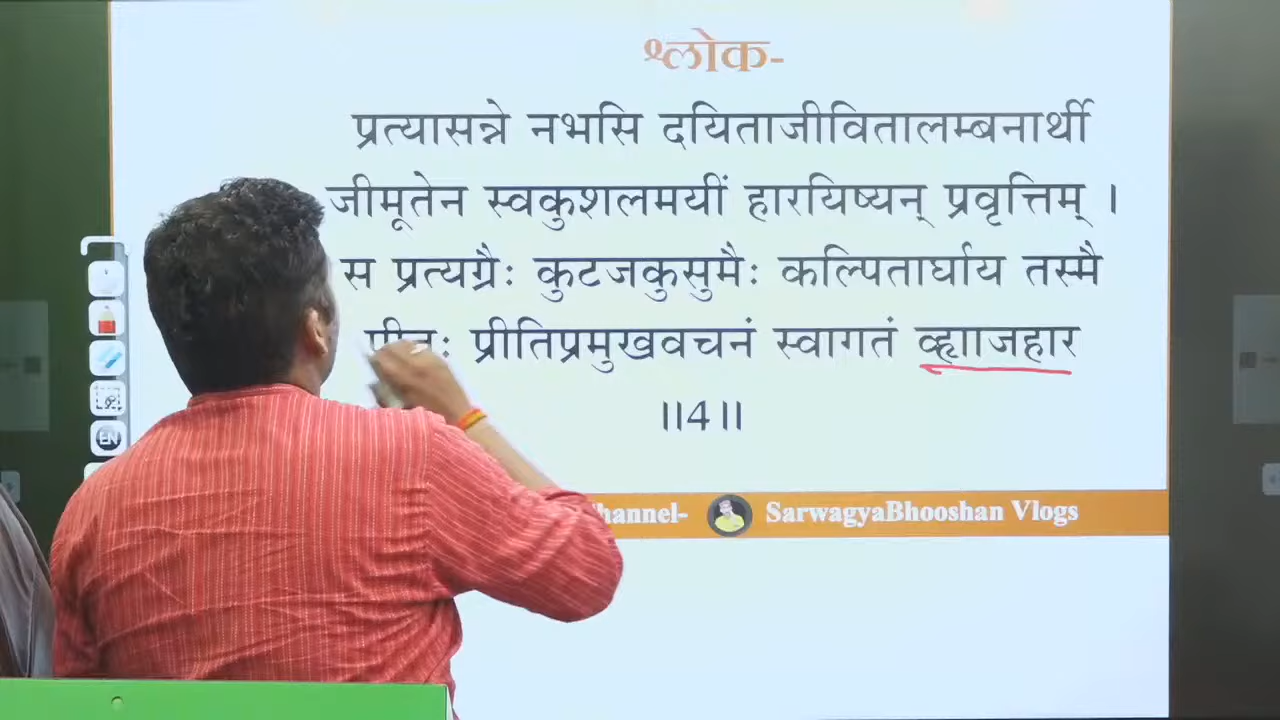 श्लोक-
प्रत्यासन्ने नभसि दयिताजीवितालम्बनार्थी
जीमूतेन स्वकुशलमयीं हारयिष्यन् प्रवृत्तिम् ।
स प्रत्यग्रैः कुटजकुसुमैः कल्पितार्घाय तस्मै
प्रीतिप्रमुखवचनं स्वागतं व्ह्याजहार
॥4॥
EN
SarwagyaBhooshan Vlogs